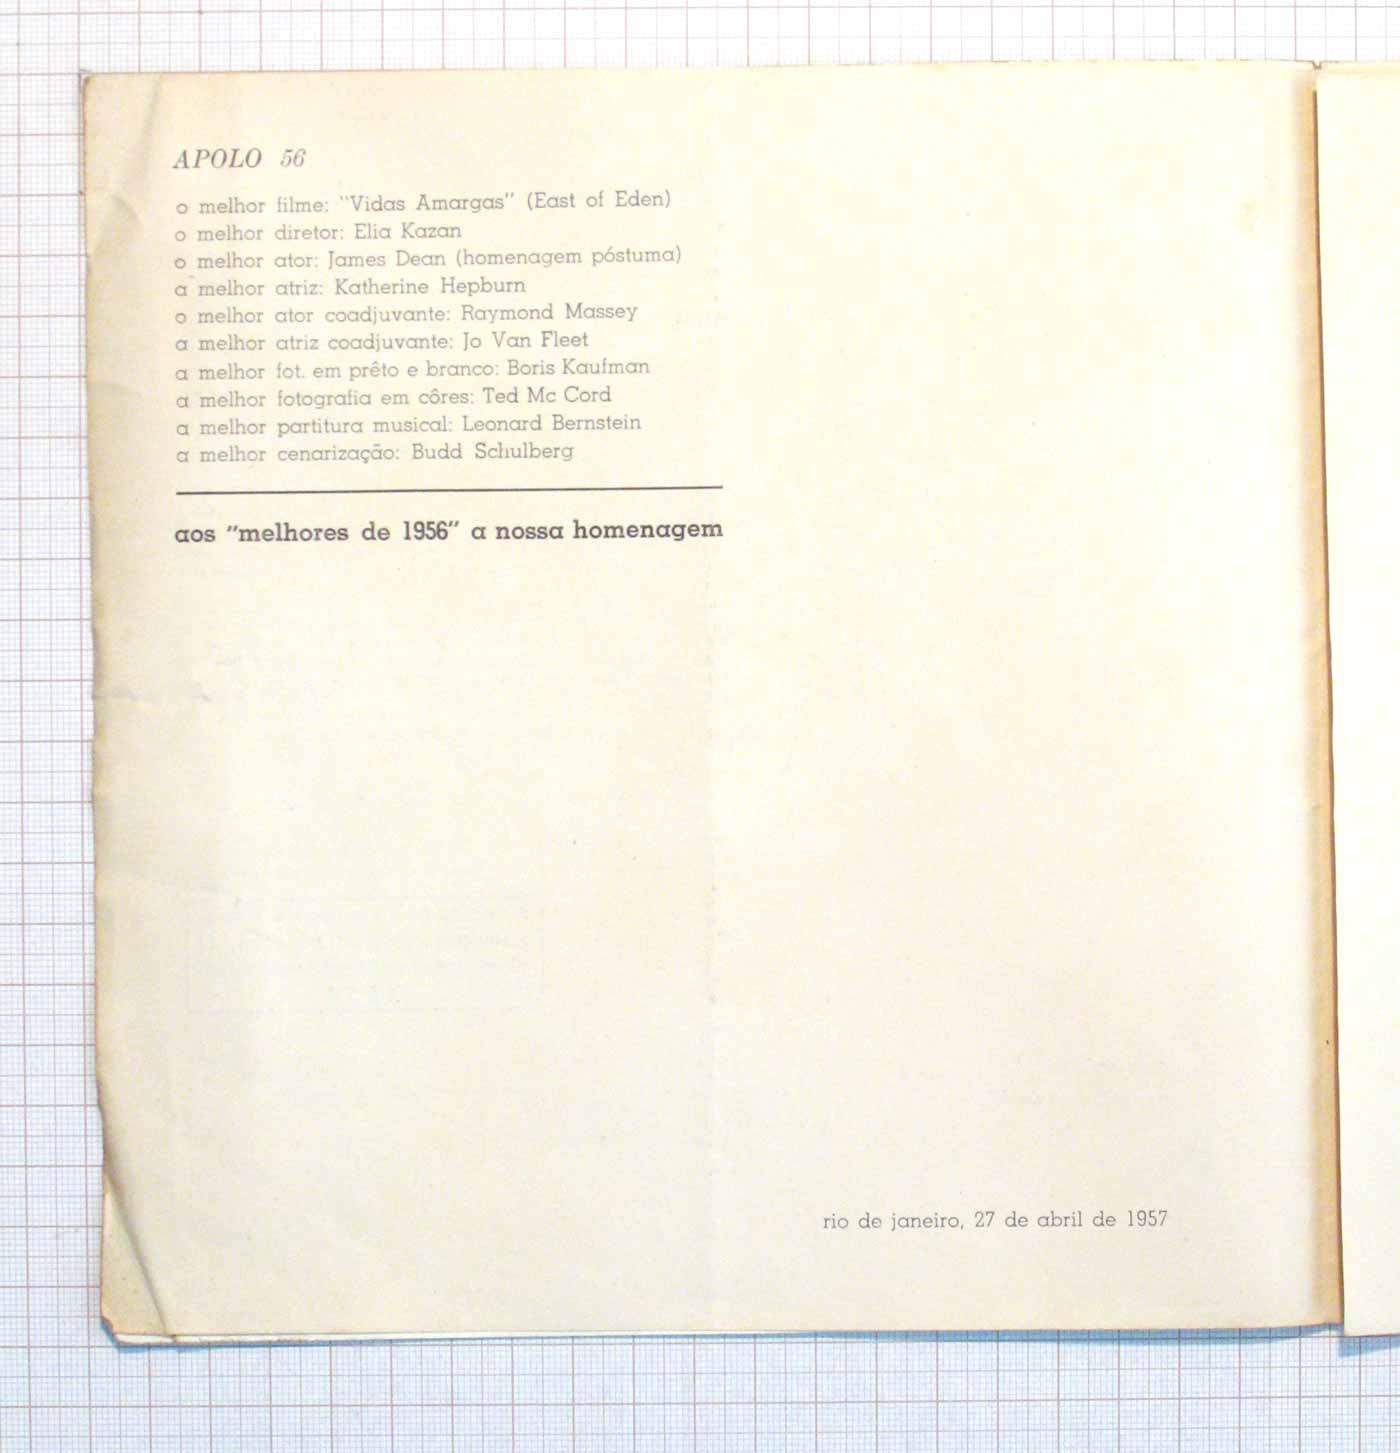 APOLO 56
o melhor filme: "Vidas Amargas" (East of Eden)
o melhor diretor: Elia Kazan
o melhor ator: James Dean (homenagem póstuma)
a melhor atriz: Katherine Hepburn
o melhor ator coadjuvante: Raymond Massey
a melhor atriz coadjuvante: Jo Van Fleet
a melhor fot. em prêto e branco: Boris Kaufman
a melhor fotografia em côres: Ted Mc Cord
a melhor partitura musical: Leonard Bernstein
a melhor cenarização: Budd Schulberg
aos "melhores de 1956" a nossa homenagem
rio de janeiro, 27 de abril de 1957